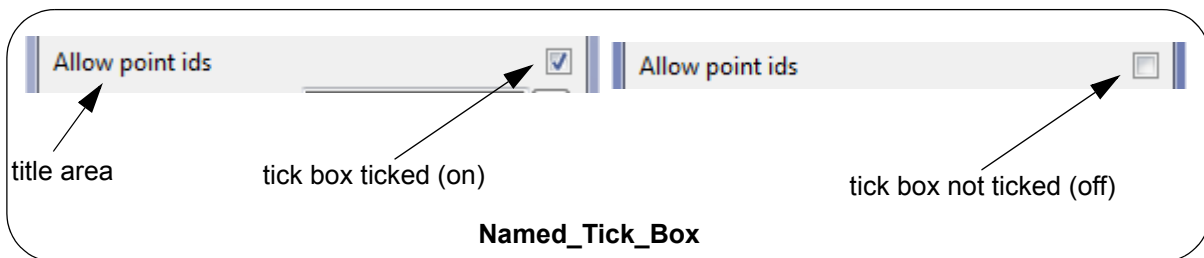 Allow point ids
Allow point ids
title area
tick box ticked (on)
tick box not ticked (off)
Named_Tick_Box